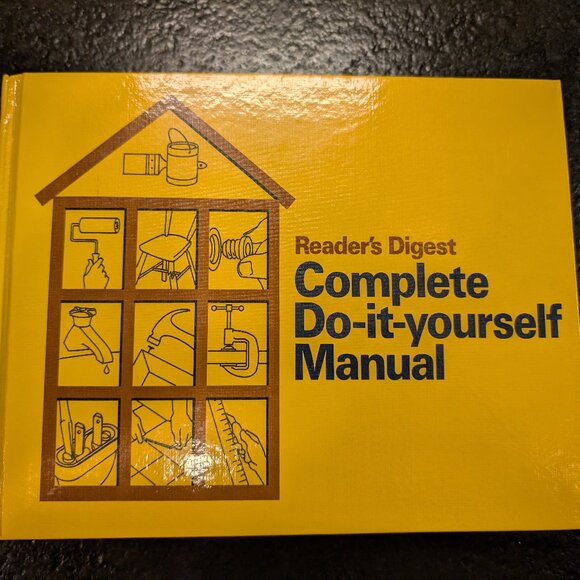 Reader's Digest
Complete
Do-it-yourself
Manual